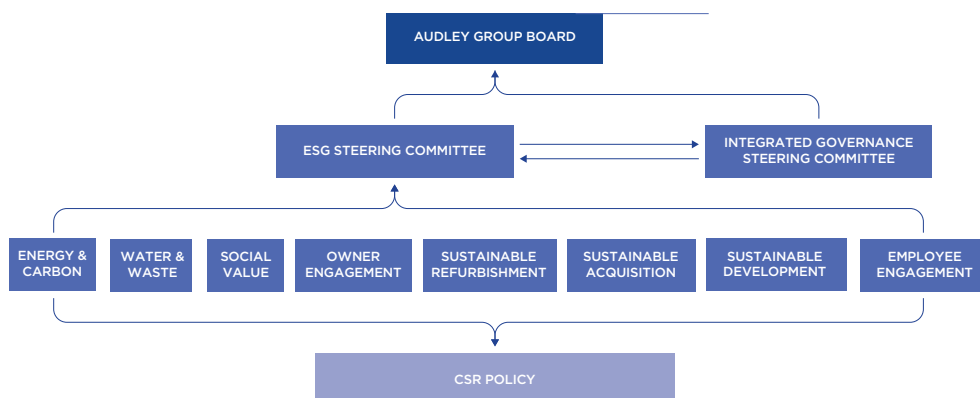 AUDLEY GROUP BOARD
ESG STEERING COMMITTEE
INTEGRATED GOVERNANCE
STEERING COMMITTEE
ENERGY &
CARBON
WATER &
WASTE
SOCIAL
VALUE
OWNER
ENGAGEMENT
SUSTAINABLE
REFURBISHMENT
SUSTAINABLE
ACQUISITION
SUSTAINABLE
DEVELOPMENT
EMPLOYEE
ENGAGEMENT
CSR POLICY